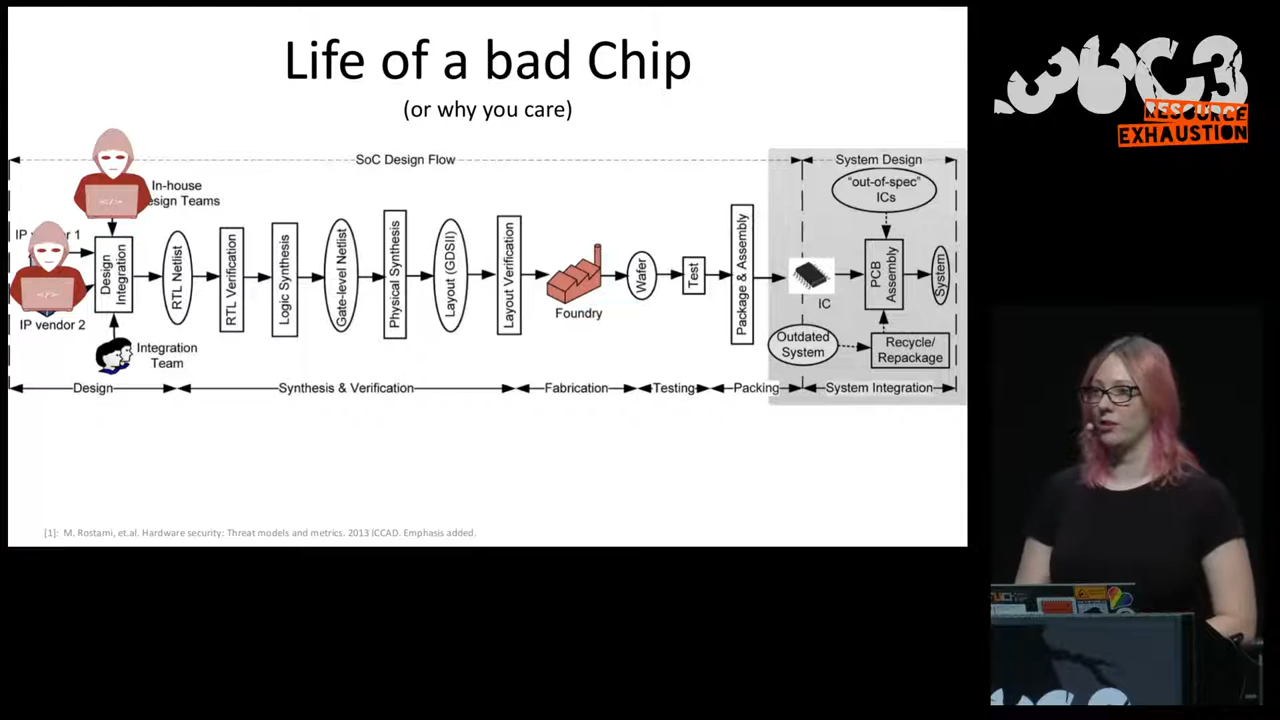 Life of a bad Chip
(or why you care)
SoC Design Flow
System Design
In-house
esign Teams
IP
r 1
IP vendor 2
Design
Integration
Integration
Team
RTL Netlist
RTL Verification
Logic Synthesis
Gate-level Netlist
Physical Synthesis
Layout (GDSII)
Layout Verification
Foundry
Wafer
Test
Package & Assembly
IC
"out-of-spec"
ICs
PCB
Assembly
System
Outdated
System
Recycle/
Repackage
Design
Synthesis & Verification
Fabrication
Testing
Packing
System Integration
[1]: M. Rostami, et.al. Hardware security: Threat models and metrics. 2013 ICCAD. Emphasis added.
36C3
RESOURCE
EXHAUSTION